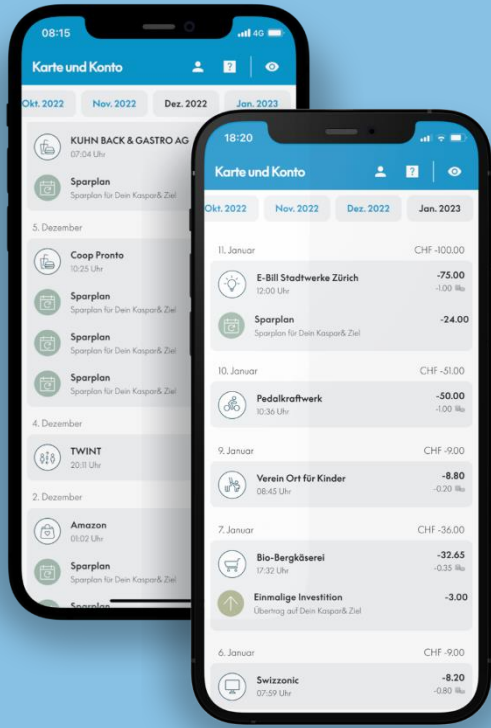 08:15
4G
Karte und Konto
?
Okt. 2022
Nov. 2022
Dez. 2022
Jan. 2023
KUHN BACK & GASTRO AG
07:04 Uhr
Sparplan
Sparplan für Dein Kaspar& Ziel
5. Dezember
Coop Pronto
10:25 Uhr
Sparplan
Sparplan für Dein Kaspar& Ziel
Sparplan
Sparplan für Dein Kaspar& Ziel
Sparplan
Sparplan für Dein Kaspar& Ziel
4. Dezember
TWINT
20:11 Uhr
2. Dezember
Amazon
01:02 Uhr
Sparplan
Sparplan für Dein Kaspar& Ziel
Sparplan
18:20
Karte und Konto
?
Okt. 2022
Nov. 2022
Dez. 2022
Jan. 2023
11. Januar CHF -100.00
E-Bill Stadtwerke Zürich -75.00
12:00 Uhr -1.00
Sparplan -24.00
Sparplan für Dein Kaspar& Ziel
10. Januar CHF -51.00
Pedalkraftwerk -50.00
10:36 Uhr -1.00
9. Januar CHF -9.00
Verein Ort für Kinder -8.80
08:45 Uhr -0.20
7. Januar CHF -36.00
Bio-Bergkäserei -32.65
17:32 Uhr -0.35
Einmalige Investition -3.00
Übertrag auf Dein Kaspar& Ziel
6. Januar CHF -9.00
Swizzonic -8.20
07:59 Uhr -0.80